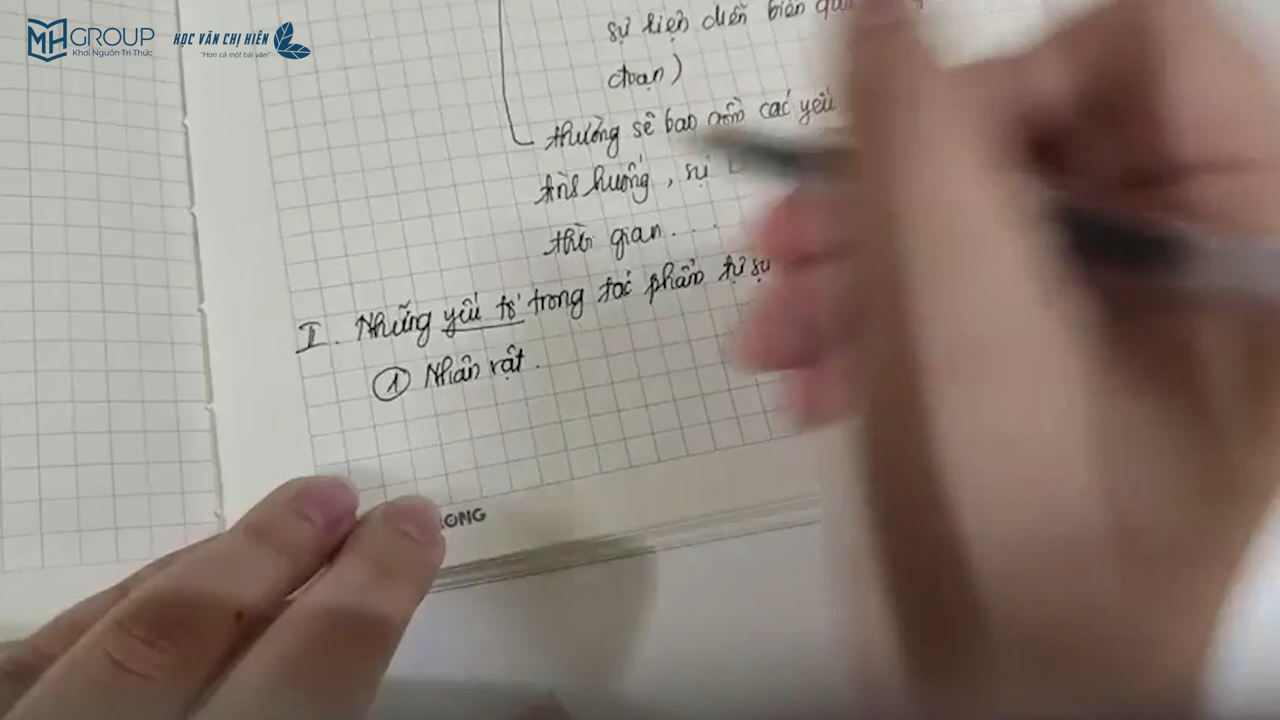 MH GROUP
Khơi Nguồn Tri Thức
HỌC VĂN CHỊ HIÊN
"Hơn cả một bài văn"
sự kiện diễn biến qua
đoạn)
thường sẽ bao gồm các yếu
tình huống, sự
thời gian...
I. Những yếu tố trong tác phẩm tự sự
① Nhân vật.
ONG